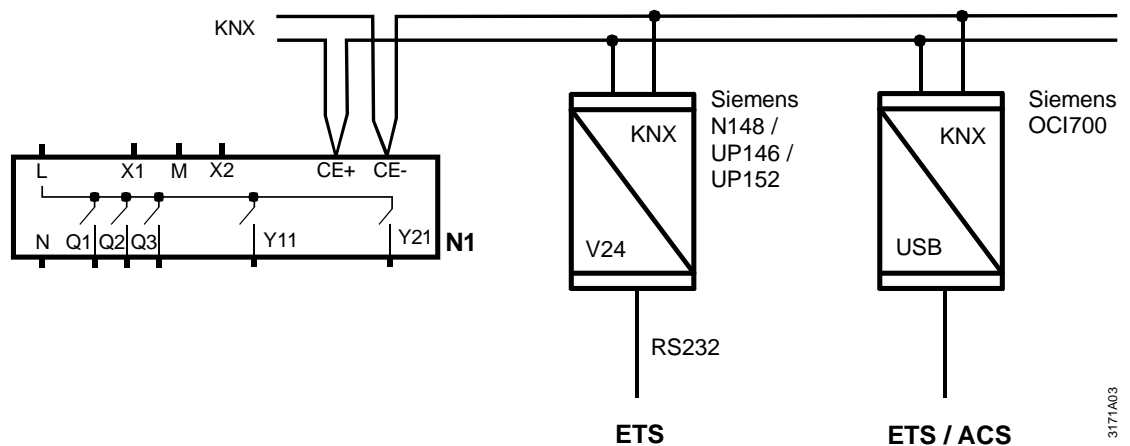 KNX
Siemens
N148 /
UP146 /
UP152
KNX
V24
Siemens
OCI700
KNX
USB
L X1 M X2 CE+ CE-
N Q1 Q2 Q3 Y11 Y21 N1
RS232
ETS
ETS / ACS
3171A03